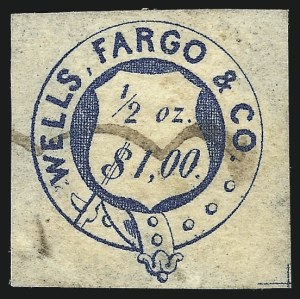 WELLS, FARGO & CO.
1/2 oz.
$1,00.